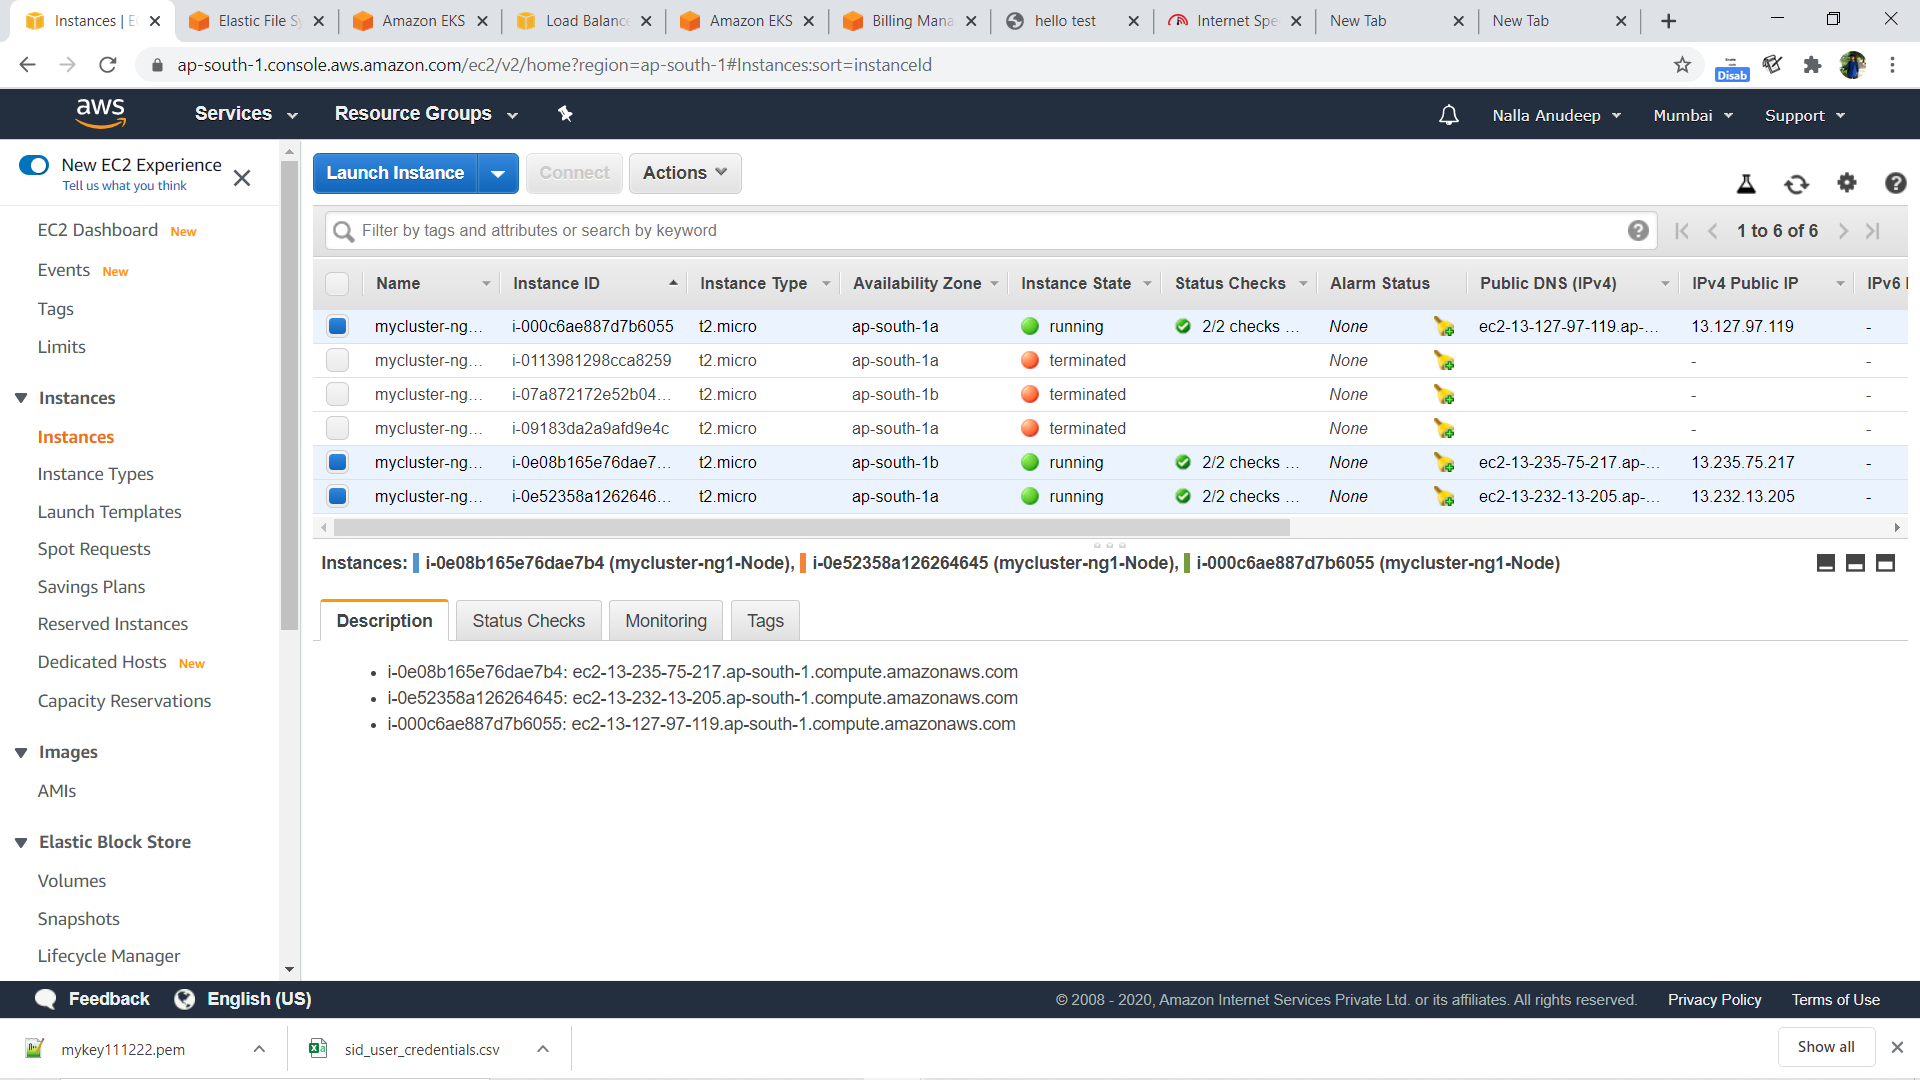 Instances | E
Elastic File Sy
Amazon EKS
Load Balance
Amazon EKS
Billing Mana
hello test
Internet Spe
New Tab
New Tab
ap-south-1.console.aws.amazon.com/ec2/v2/home?region=ap-south-1#Instances:sort=instanceId
Disab
aws
Services
Resource Groups
Nalla Anudeep
Mumbai
Support
New EC2 Experience
Tell us what you think
EC2 Dashboard New
Events New
Tags
Limits
Instances
Instances
Instance Types
Launch Templates
Spot Requests
Savings Plans
Reserved Instances
Dedicated Hosts New
Capacity Reservations
Images
AMIs
Elastic Block Store
Volumes
Snapshots
Lifecycle Manager
Launch Instance
Connect
Actions
Filter by tags and attributes or search by keyword
1 to 6 of 6
Name Instance ID Instance Type Availability Zone Instance State Status Checks Alarm Status Public DNS (IPv4) IPv4 Public IP IPv6
mycluster-ng... i-000c6ae887d7b6055 t2.micro ap-south-1a running 2/2 checks ... None ec2-13-127-97-119.ap-... 13.127.97.119 -
mycluster-ng... i-0113981298cca8259 t2.micro ap-south-1a terminated None - -
mycluster-ng... i-07a872172e52b04... t2.micro ap-south-1b terminated None - -
mycluster-ng... i-09183da2a9afd9e4c t2.micro ap-south-1a terminated None - -
mycluster-ng... i-0e08b165e76dae7... t2.micro ap-south-1b running 2/2 checks ... None ec2-13-235-75-217.ap-... 13.235.75.217 -
mycluster-ng... i-0e52358a1262646... t2.micro ap-south-1a running 2/2 checks ... None ec2-13-232-13-205.ap-... 13.232.13.205 -
Instances: i-0e08b165e76dae7b4 (mycluster-ng1-Node), i-0e52358a126264645 (mycluster-ng1-Node), i-000c6ae887d7b6055 (mycluster-ng1-Node)
Description
Status Checks
Monitoring
Tags
• i-0e08b165e76dae7b4: ec2-13-235-75-217.ap-south-1.compute.amazonaws.com
• i-0e52358a126264645: ec2-13-232-13-205.ap-south-1.compute.amazonaws.com
• i-000c6ae887d7b6055: ec2-13-127-97-119.ap-south-1.compute.amazonaws.com
Feedback
English (US)
© 2008 - 2020, Amazon Internet Services Private Ltd. or its affiliates. All rights reserved.
Privacy Policy
Terms of Use
mykey111222.pem
sid_user_credentials.csv
Show all